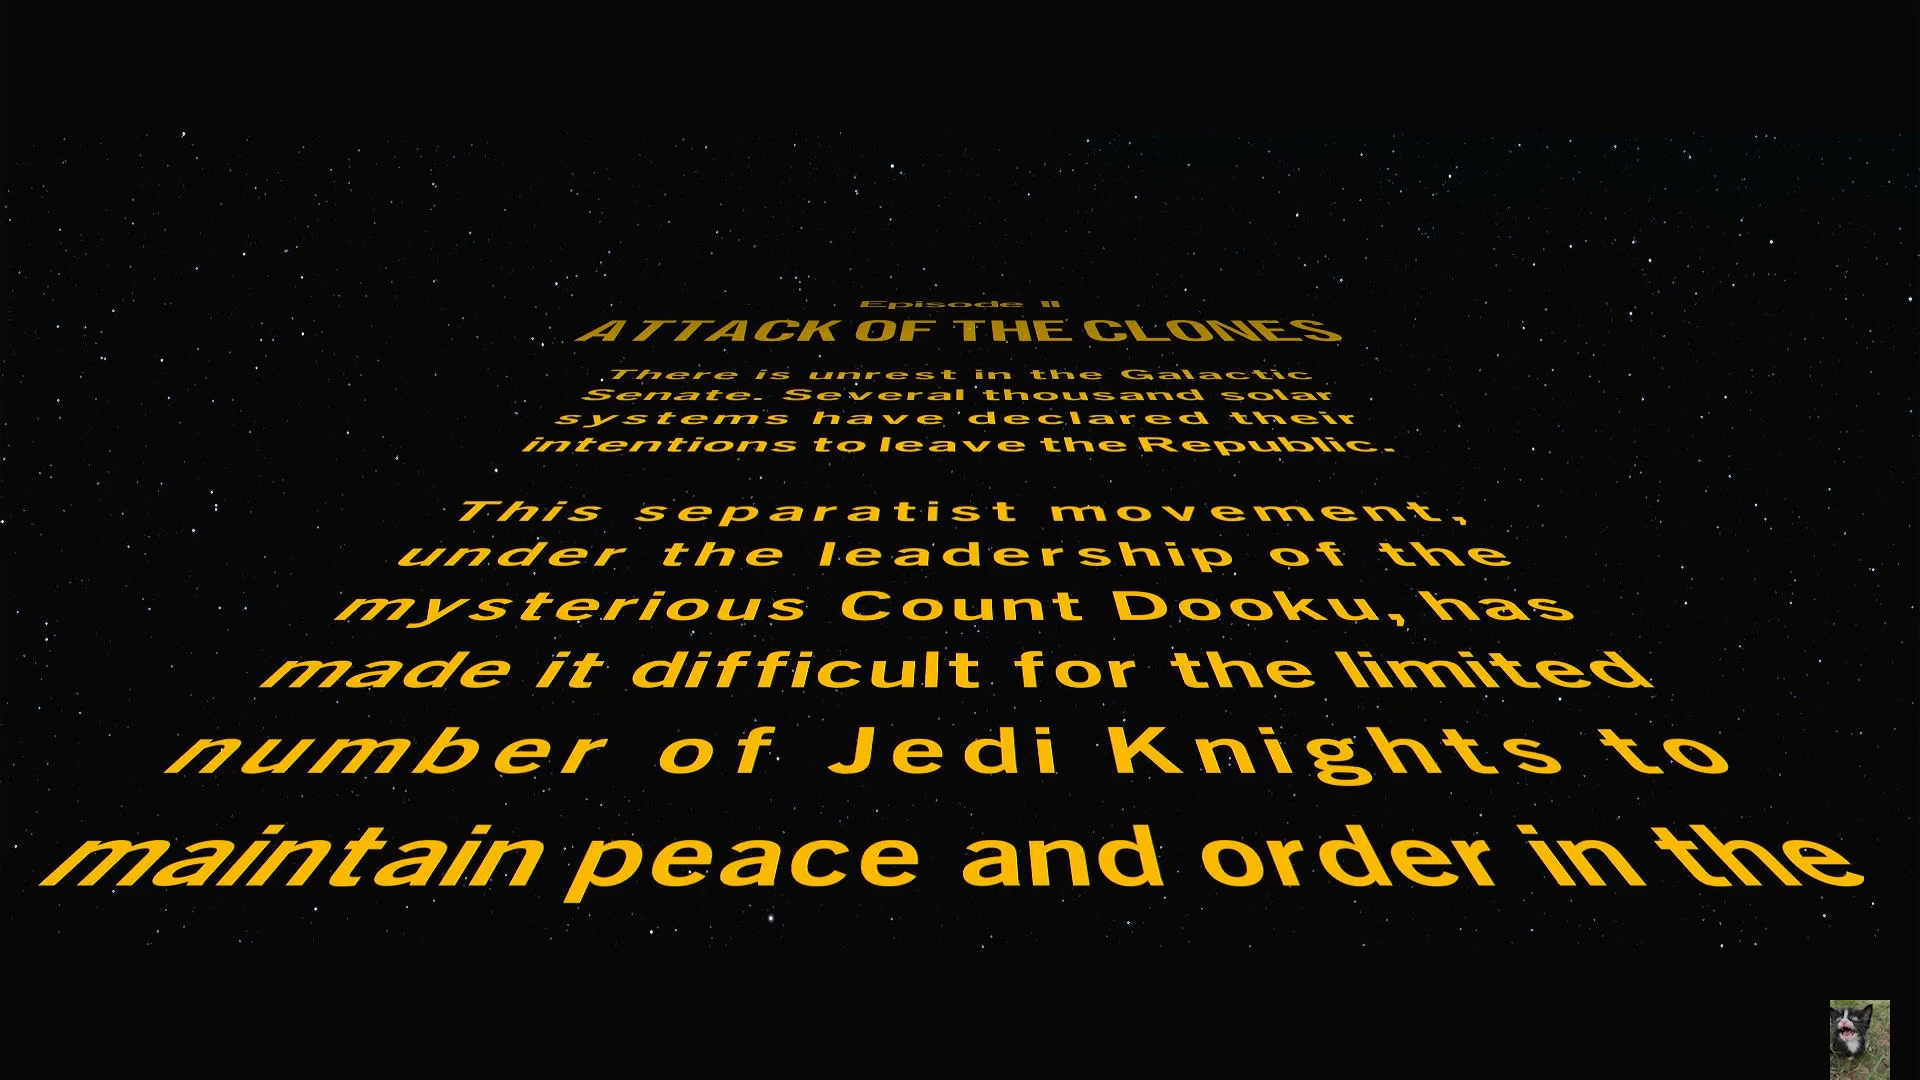 Episode II
ATTACK OF THE CLONES
There is unrest in the Galactic
Senate. Several thousand solar
systems have declared their
intentions to leave the Republic.
This separatist movement,
under the leadership of the
mysterious Count Dooku, has
made it difficult for the limited
number of Jedi Knights to
maintain peace and order in the